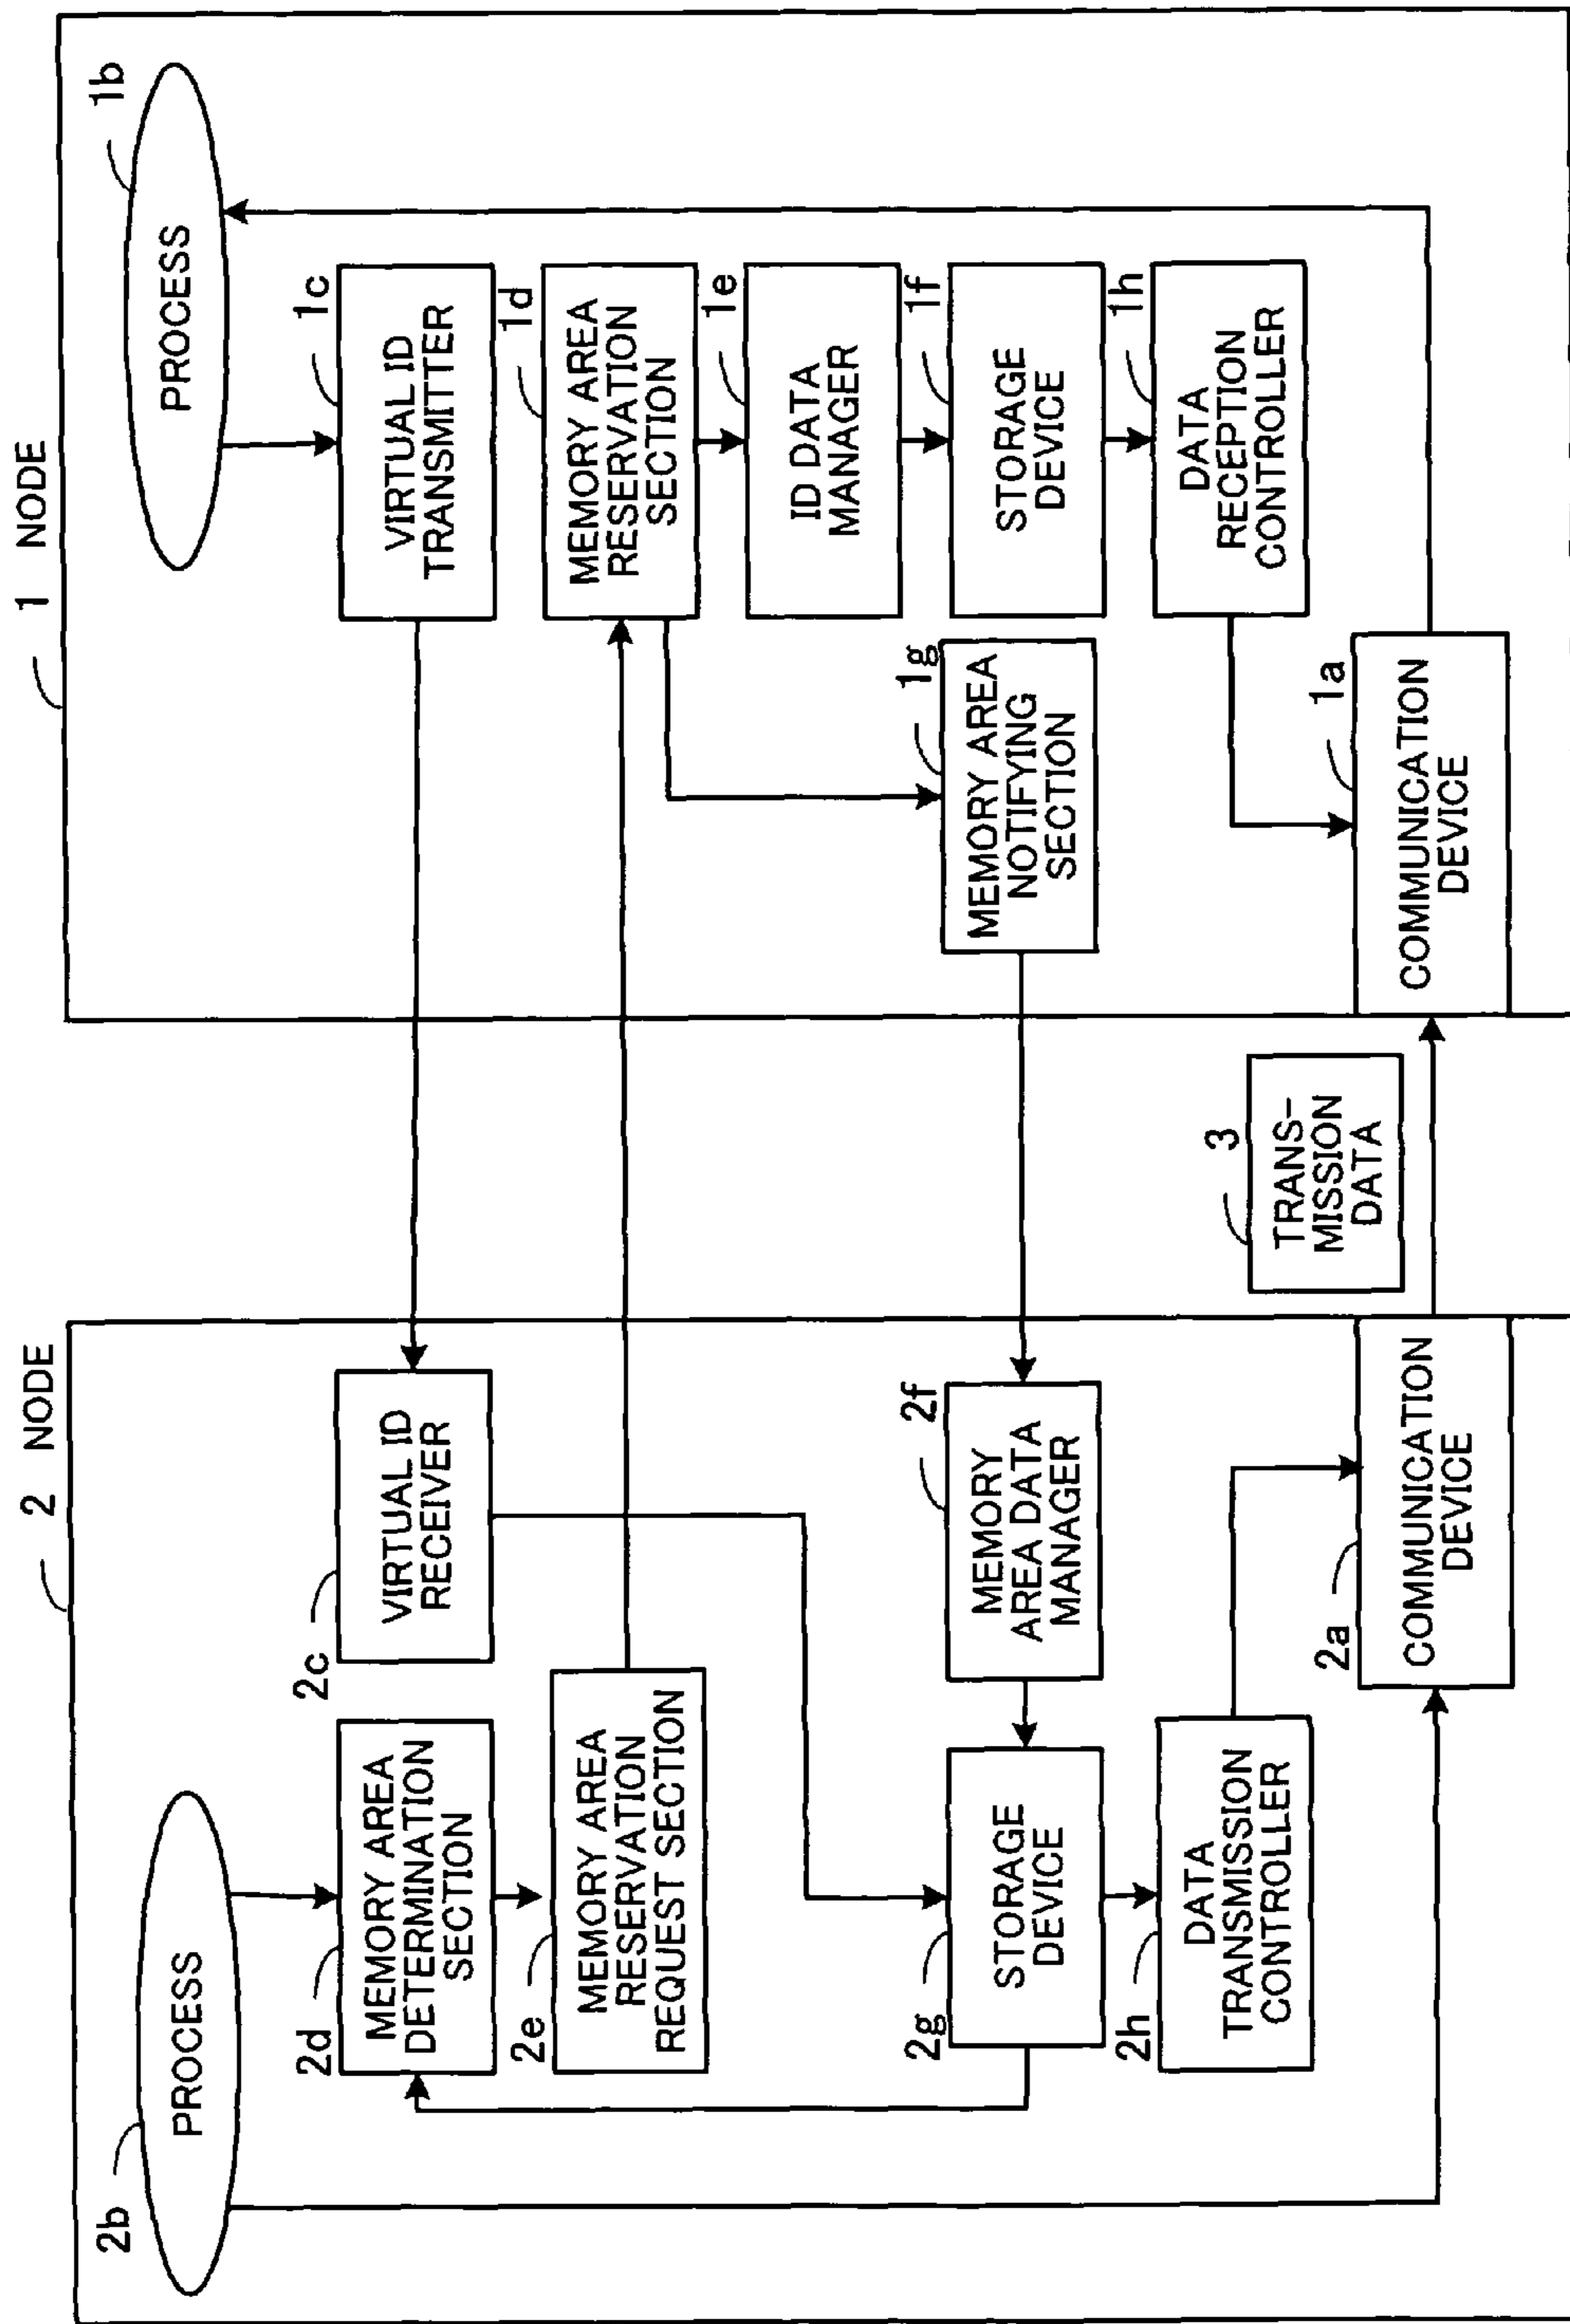 2 NODE
2b
PROCESS
2d
MEMORY AREA
DETERMINATION
SECTION
2c
VIRTUAL ID
RECEIVER
2e
MEMORY AREA
RESERVATION
REQUEST SECTION
2g
STORAGE
DEVICE
2f
MEMORY
AREA DATA
MANAGER
2h
DATA
TRANSMISSION
CONTROLLER
2a
COMMUNICATION
DEVICE
3
TRANS-
MISSION
DATA
1 NODE
1b
PROCESS
1c
VIRTUAL ID
TRANSMITTER
1d
MEMORY AREA
RESERVATION
SECTION
1e
ID DATA
MANAGER
1g
MEMORY AREA
NOTIFYING
SECTION
1f
STORAGE
DEVICE
1h
DATA
RECEPTION
CONTROLLER
1a
COMMUNICATION
DEVICE